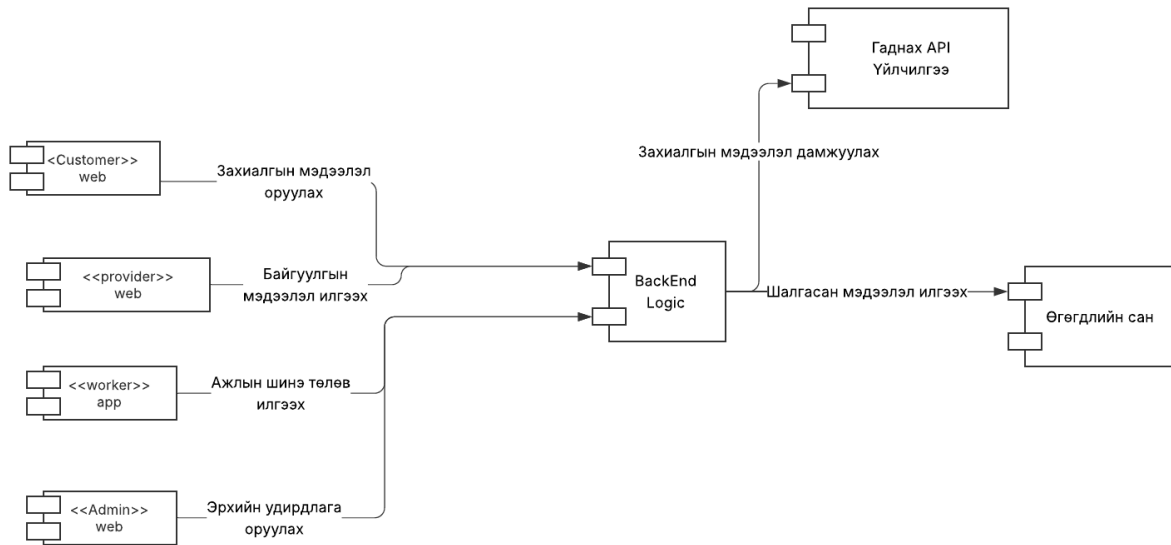 Гаднах API
Үйлчилгээ
Захиалгын мэдээлэл дамжуулах
<Customer>>
web
Захиалгын мэдээлэл
оруулах
<<provider>>
web
Байгуулгын
мэдээлэл илгээх
BackEnd
Logic
Шалгасан мэдээлэл илгээх
Өгөгдлийн сан
<<worker>>
app
Ажлын шинэ төлөв
илгээх
<<Admin>>
web
Эрхийн удирдлага
оруулах